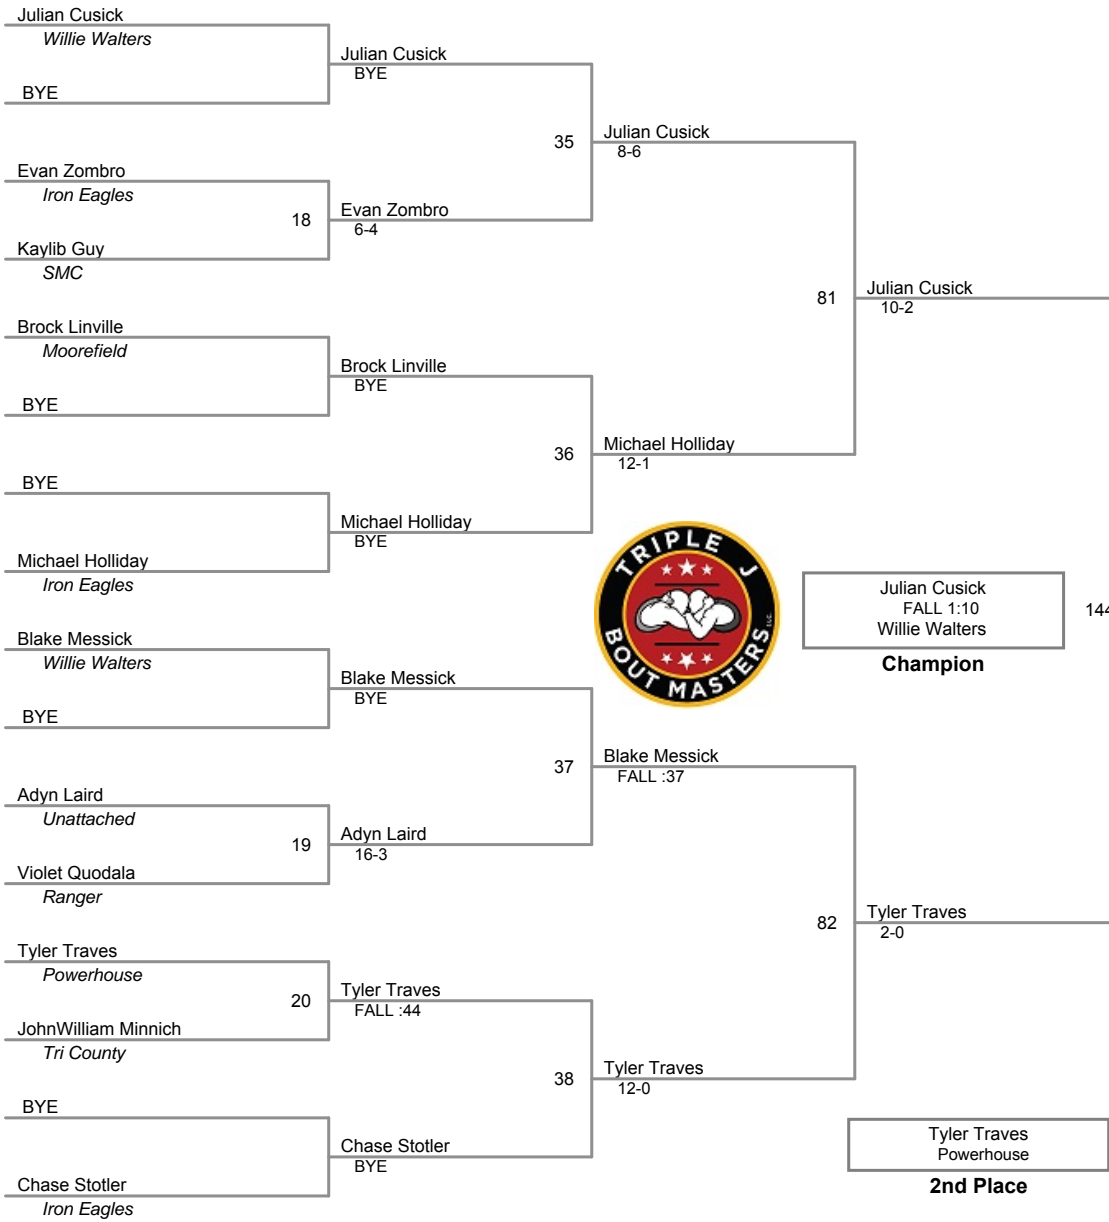 Julian Cusick
Willie Walters
BYE
Evan Zombro
Iron Eagles
18
Kaylib Guy
SMC
Brock Linville
Moorefield
BYE
BYE
Michael Holliday
Iron Eagles
Blake Messick
Willie Walters
BYE
Adyn Laird
Unattached
19
Violet Quodala
Ranger
Tyler Traves
Powerhouse
20
JohnWilliam Minnich
Tri County
BYE
Chase Stotler
Iron Eagles
Julian Cusick
BYE
35
Evan Zombro
6-4
Brock Linville
BYE
36
Michael Holliday
BYE
Blake Messick
BYE
37
Adyn Laird
16-3
Tyler Traves
FALL :44
38
Chase Stotler
BYE
Julian Cusick
8-6
81
Michael Holliday
12-1
TRIPLE J
BOUT MASTERS LLC.
Blake Messick
FALL :37
82
Tyler Traves
12-0
Julian Cusick
10-2
Julian Cusick
FALL 1:10
Willie Walters
144
Champion
Tyler Traves
2-0
Tyler Traves
Powerhouse
2nd Place